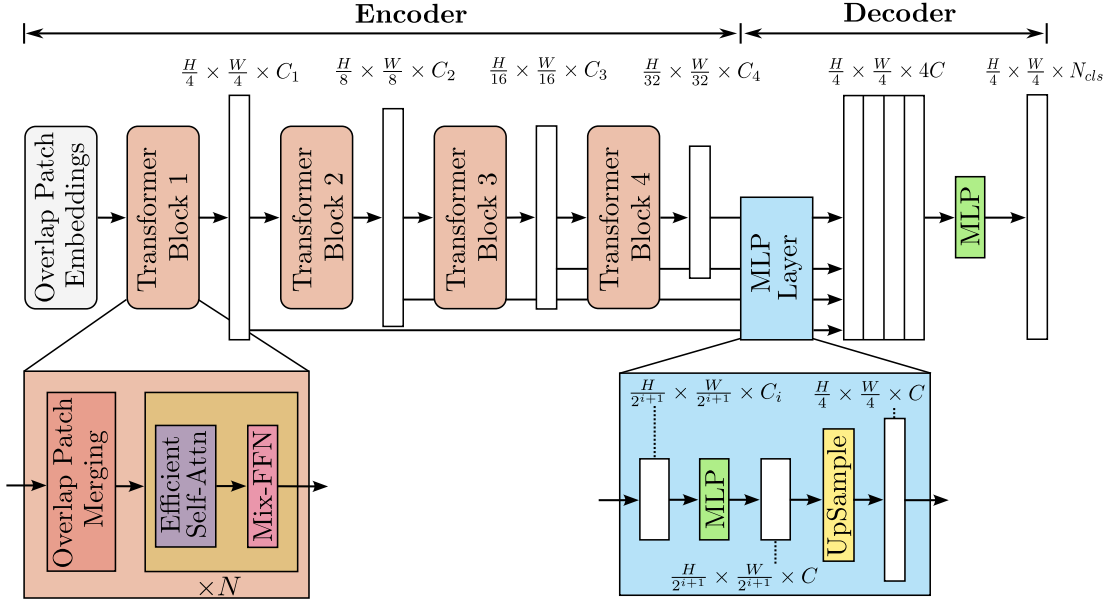 Encoder
Decoder
H/4 × W/4 × C₁
H/8 × W/8 × C₂
H/16 × W/16 × C₃
H/32 × W/32 × C₄
H/4 × W/4 × 4C
H/4 × W/4 × N_cls
Overlap Patch
Embeddings
Transformer
Block 1
Transformer
Block 2
Transformer
Block 3
Transformer
Block 4
MLP
Layer
MLP
Overlap Patch
Merging
Efficient
Self-Attn
Mix-FFN
×N
H/2^{i+1} × W/2^{i+1} × C_i
H/4 × W/4 × C
MLP
UpSample
H/2^{i+1} × W/2^{i+1} × C